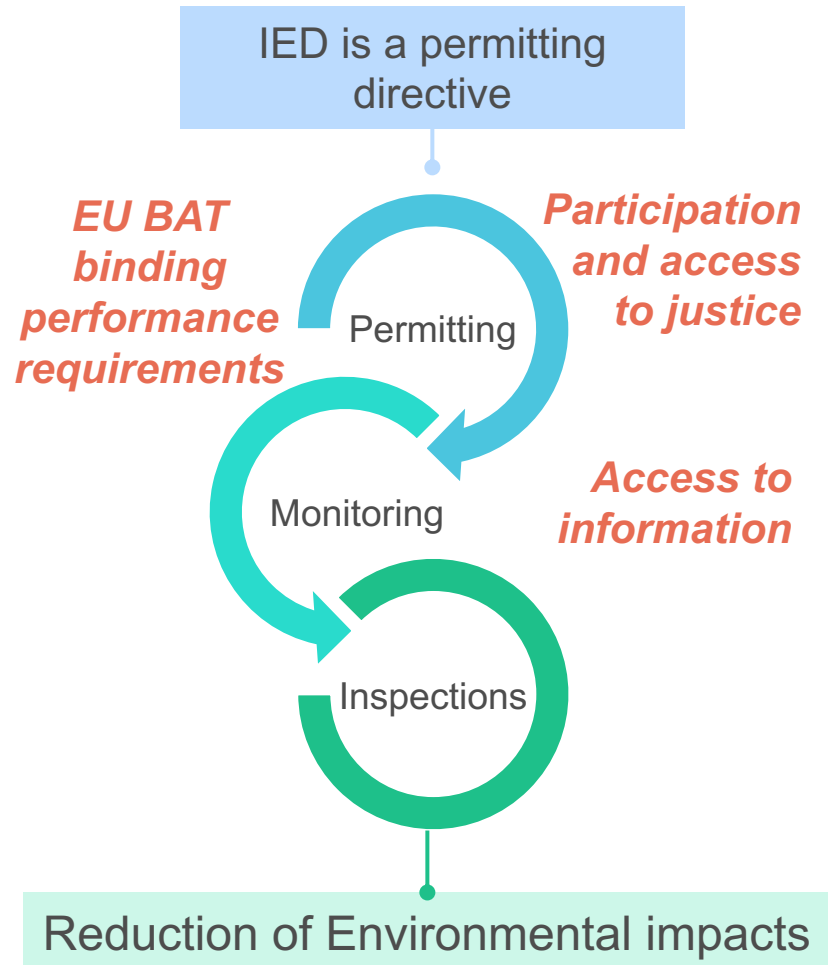 IED is a permitting
directive
EU BAT
binding
performance
requirements
Participation
and access
to justice
Permitting
Monitoring
Access to
information
Inspections
Reduction of Environmental impacts